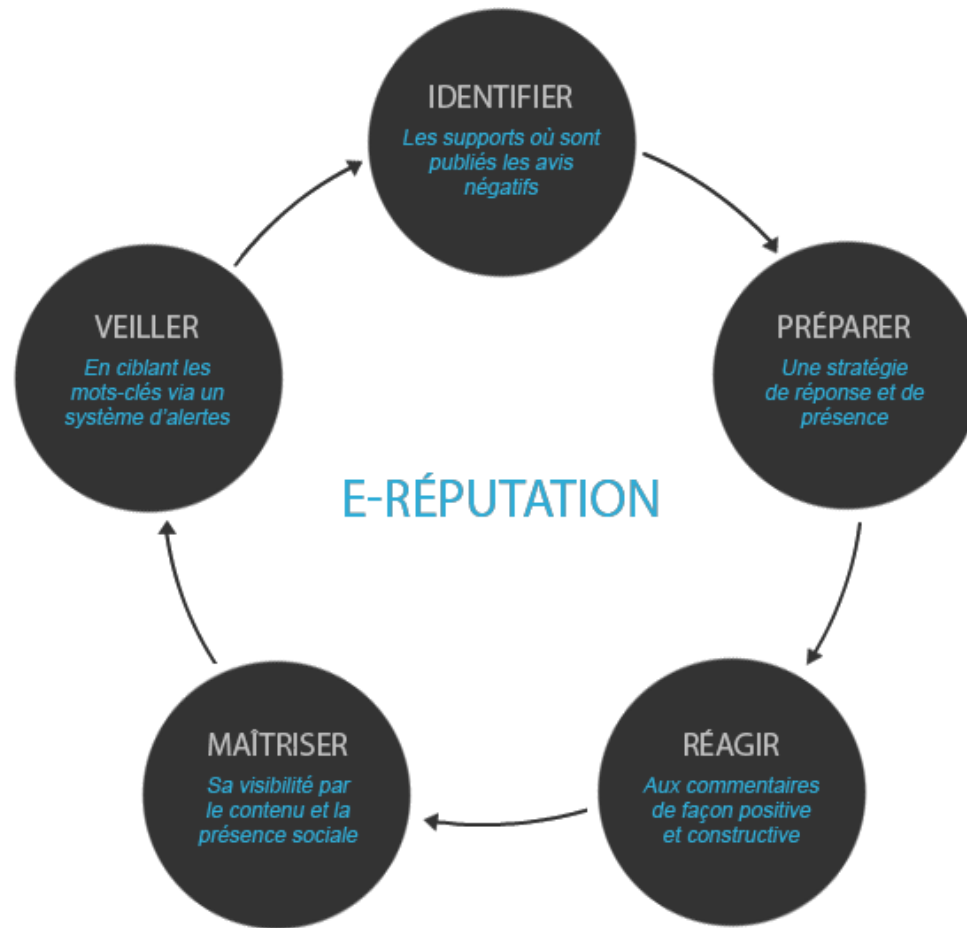 IDENTIFIER
Les supports où sont
publiés les avis
négatifs
PRÉPARER
Une stratégie
de réponse et de
présence
RÉAGIR
Aux commentaires
de façon positive
et constructive
MAÎTRISER
Sa visibilité par
le contenu et la
présence sociale
VEILLER
En ciblant les
mots-clés via un
système d'alertes
E-RÉPUTATION